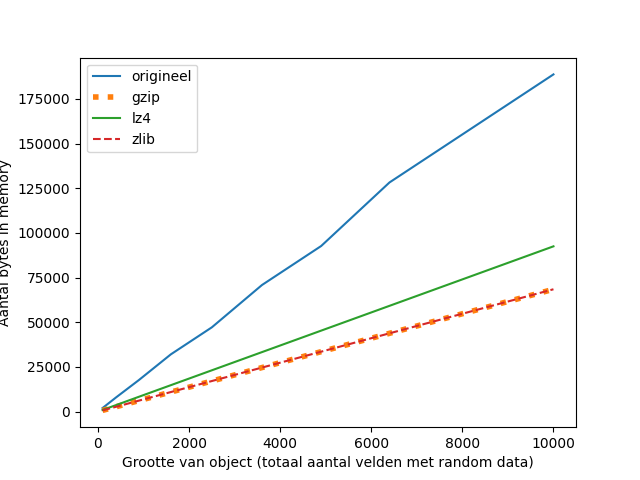 origineel
gzip
lz4
zlib
175000
150000
125000
100000
75000
50000
25000
0
Aantal bytes in memory
0 2000 4000 6000 8000 10000
Grootte van object (totaal aantal velden met random data)